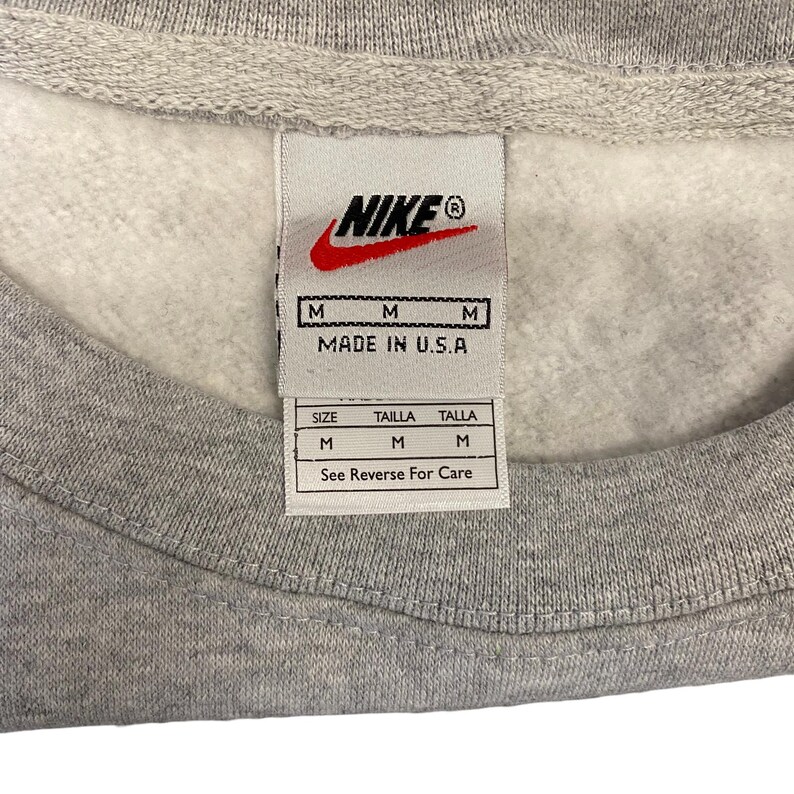 NIKE®
M M M
MADE IN U.S.A
SIZE TAILLA TALLA
M M M
See Reverse For Care